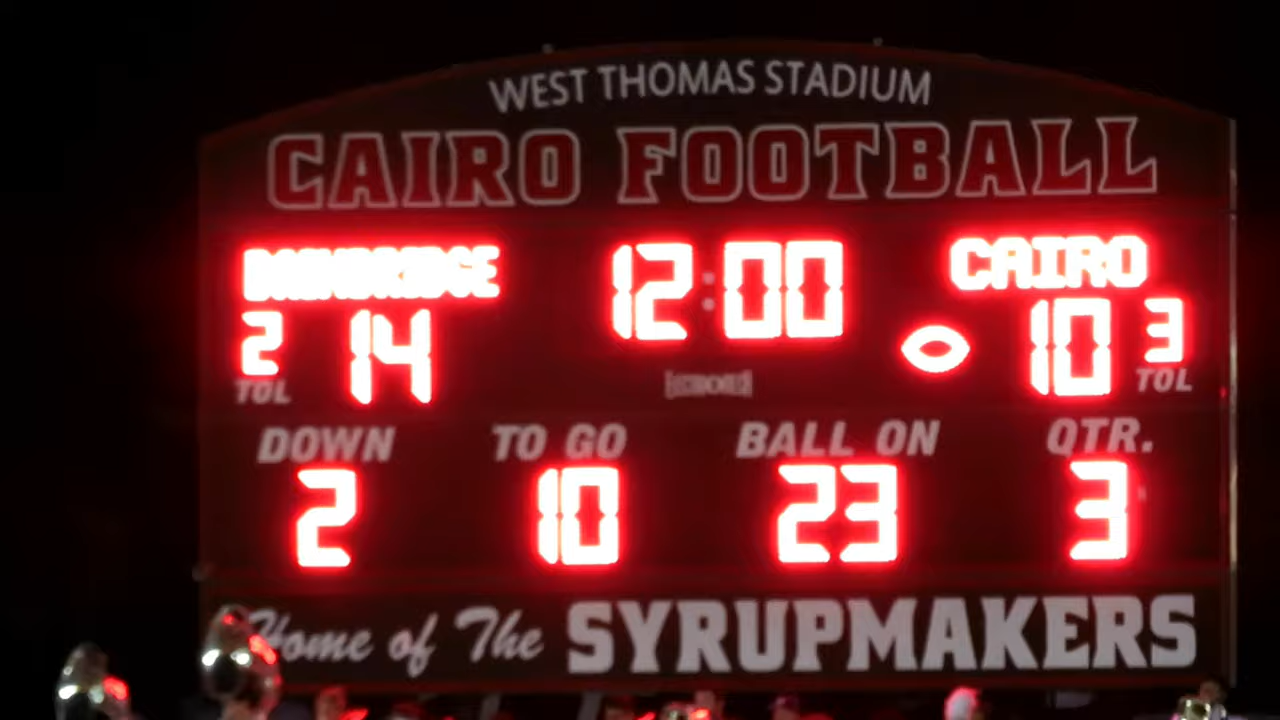 WEST THOMAS STADIUM
CAIRO FOOTBALL
BAINBRIDGE 12:00 CAIRO
2 14 10 3
TOL TOL
DOWN TO GO BALL ON QTR.
2 10 23 3
Home of The SYRUPMAKERS